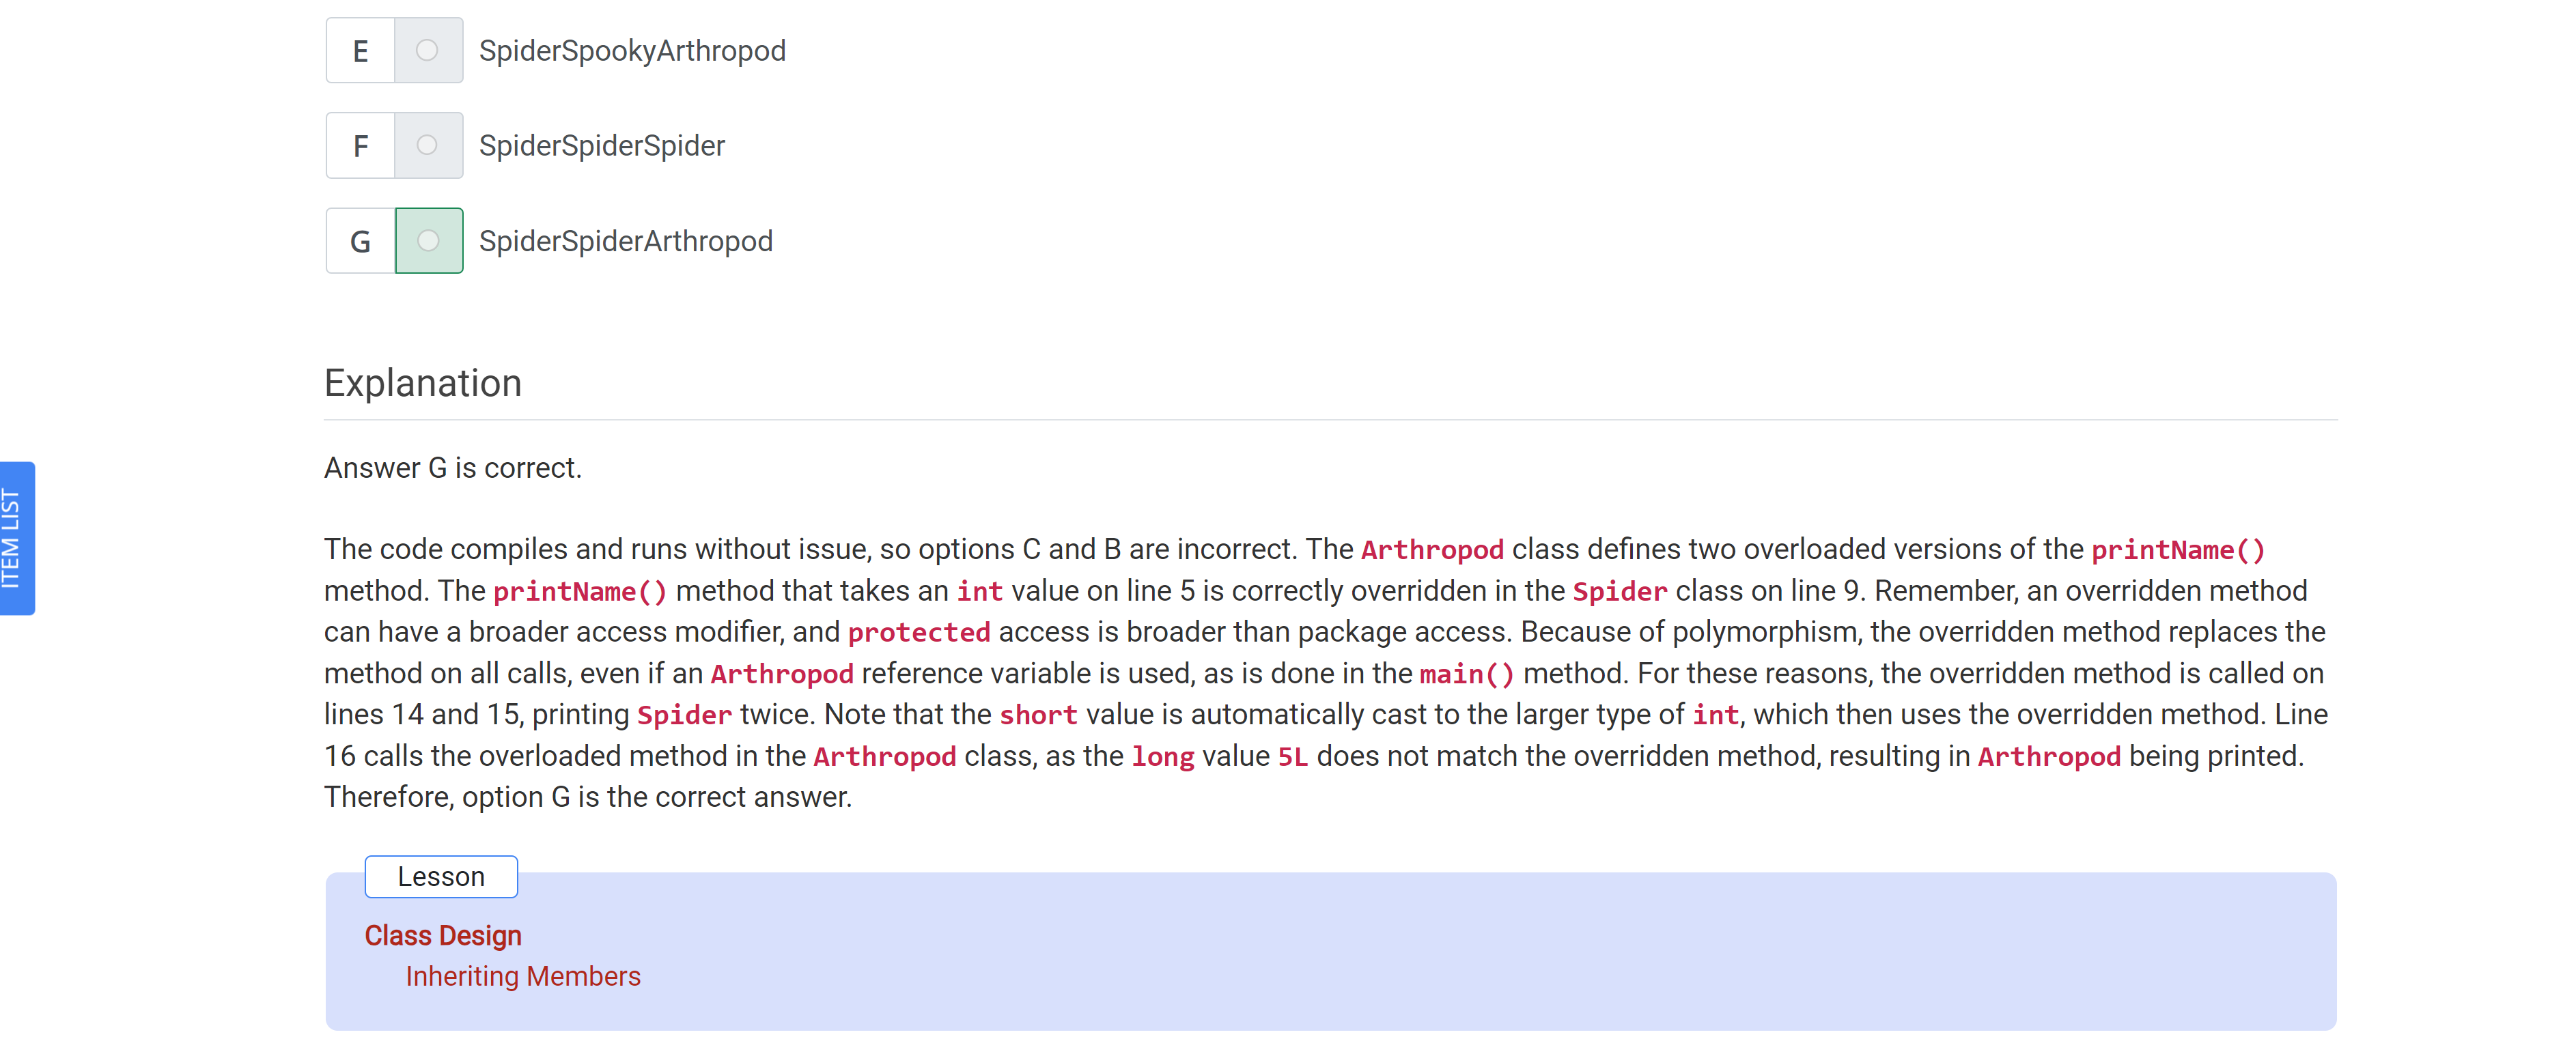 E SpiderSpookyArthropod
F SpiderSpiderSpider
G SpiderSpiderArthropod
Explanation
ITEM LIST
Answer G is correct.
The code compiles and runs without issue, so options C and B are incorrect. The Arthropod class defines two overloaded versions of the printName()
method. The printName() method that takes an int value on line 5 is correctly overridden in the Spider class on line 9. Remember, an overridden method
can have a broader access modifier, and protected access is broader than package access. Because of polymorphism, the overridden method replaces the
method on all calls, even if an Arthropod reference variable is used, as is done in the main() method. For these reasons, the overridden method is called on
lines 14 and 15, printing Spider twice. Note that the short value is automatically cast to the larger type of int, which then uses the overridden method. Line
16 calls the overloaded method in the Arthropod class, as the long value 5L does not match the overridden method, resulting in Arthropod being printed.
Therefore, option G is the correct answer.
Lesson
Class Design
Inheriting Members